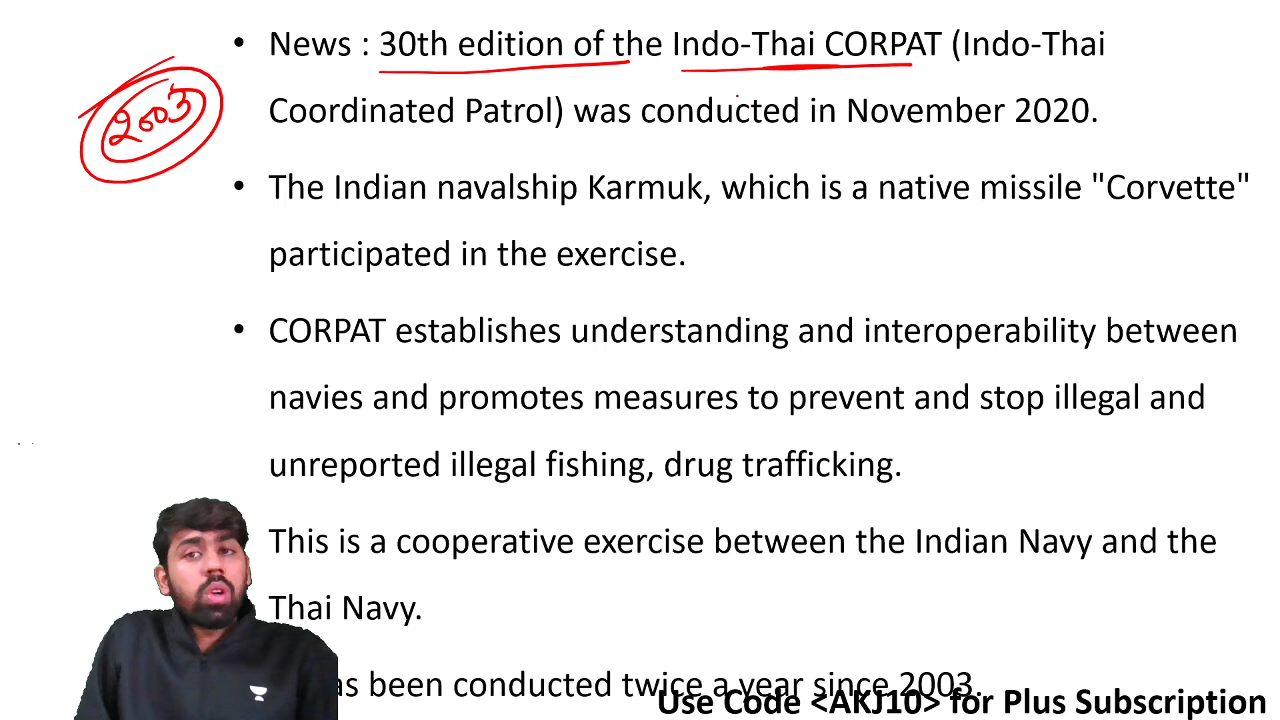 • News : 30th edition of the Indo-Thai CORPAT (Indo-Thai
2003
Coordinated Patrol) was conducted in November 2020.
• The Indian navalship Karmuk, which is a native missile "Corvette"
participated in the exercise.
• CORPAT establishes understanding and interoperability between
navies and promotes measures to prevent and stop illegal and
unreported illegal fishing, drug trafficking.
This is a cooperative exercise between the Indian Navy and the
Thai Navy.
as been conducted twice a year since 2003.
Use Code <AKJ10> for Plus Subscription